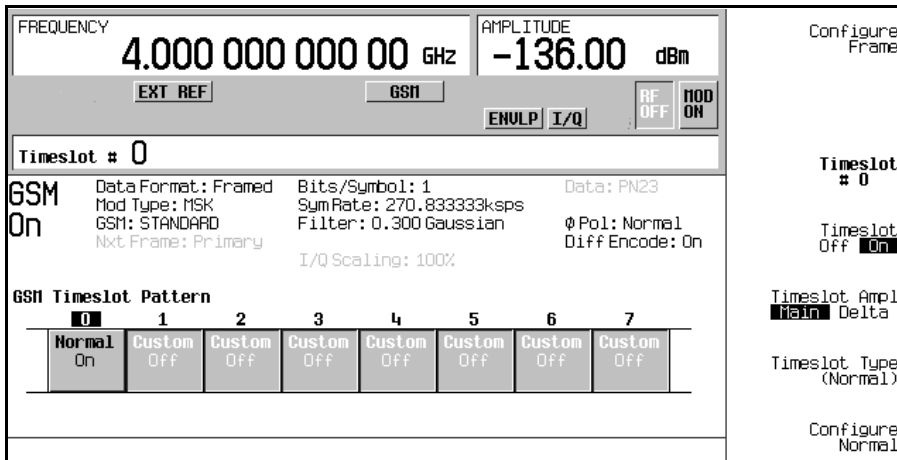 FREQUENCY
4.000 000 000 00 GHz
AMPLITUDE
-136.00 dBm
EXT REF
GSM
ENVLP
I/Q
RF OFF
MOD ON
Timeslot # 0
GSM On
Data Format: Framed
Mod Type: MSK
GSM: STANDARD
Nxt Frame: Primary
Bits/Symbol: 1
Sym Rate: 270.833333ksps
Filter: 0.300 Gaussian
I/Q Scaling: 100%
Data: PN23
Ø Pol: Normal
Diff Encode: On
GSM Timeslot Pattern
0 1 2 3 4 5 6 7
Normal Custom Custom Custom Custom Custom Custom Custom
On Off Off Off Off Off Off Off
Configure
Frame
Timeslot
# 0
Timeslot
Off On
Timeslot Ampl
Main Delta
Timeslot Type
(Normal)
Configure
Normal